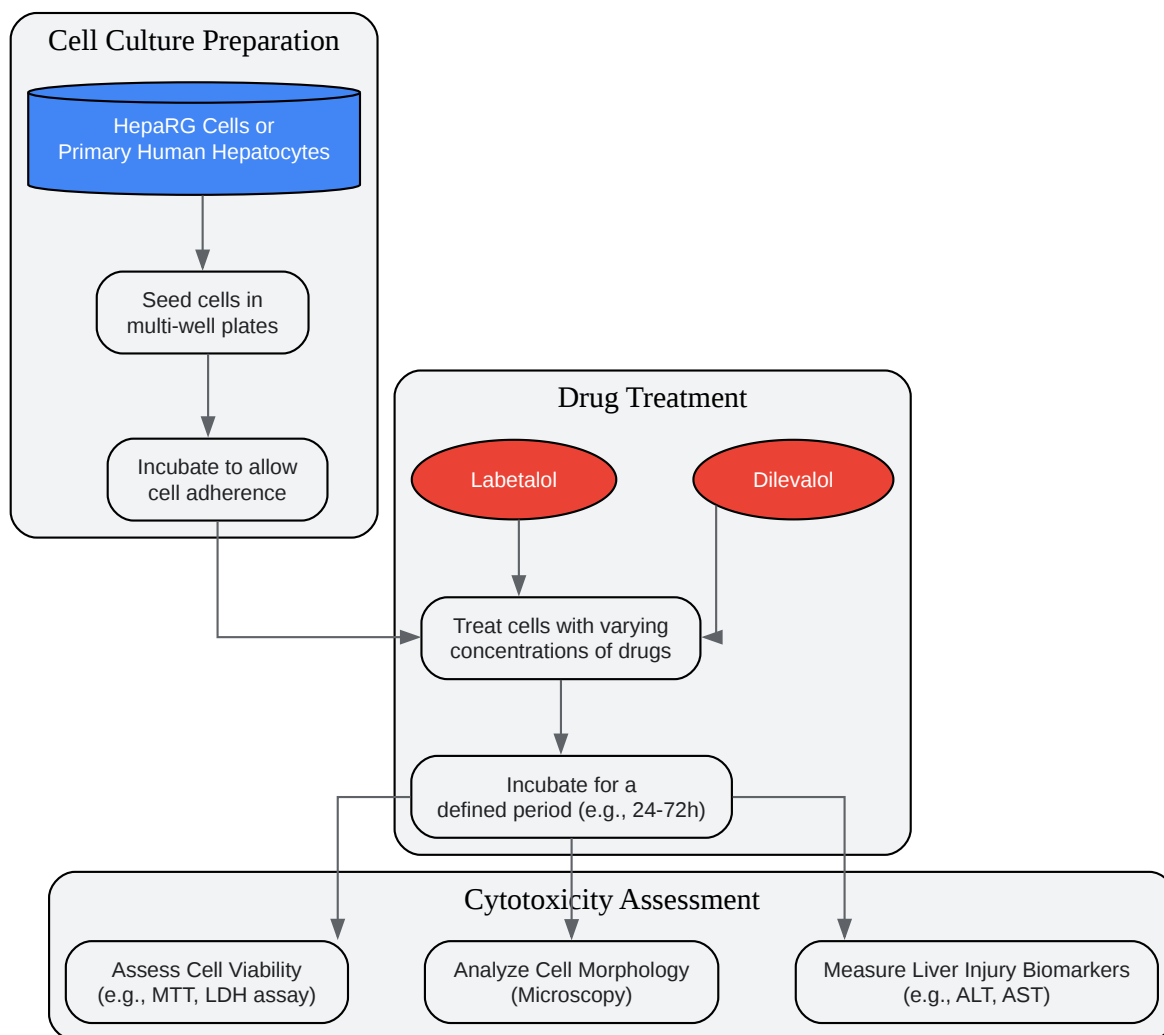 Cell Culture Preparation
HepaRG Cells or
Primary Human Hepatocytes
Seed cells in
multi-well plates
Incubate to allow
cell adherence
Drug Treatment
Labetalol
Dilevalol
Treat cells with varying
concentrations of drugs
Incubate for a
defined period (e.g., 24-72h)
Cytotoxicity Assessment
Assess Cell Viability
(e.g., MTT, LDH assay)
Analyze Cell Morphology
(Microscopy)
Measure Liver Injury Biomarkers
(e.g., ALT, AST)